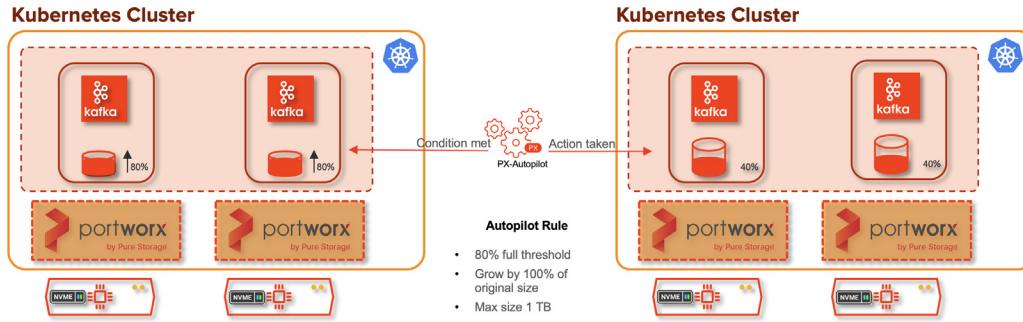 Kubernetes Cluster
Kubernetes Cluster
kafka
kafka
kafka
kafka
80%
80%
40%
40%
Condition met
Action taken
PX
PX-Autopilot
portworx
by Pure Storage
portworx
by Pure Storage
portworx
by Pure Storage
portworx
by Pure Storage
Autopilot Rule
• 80% full threshold
• Grow by 100% of
original size
• Max size 1 TB
NVME
NVME
NVME
NVME